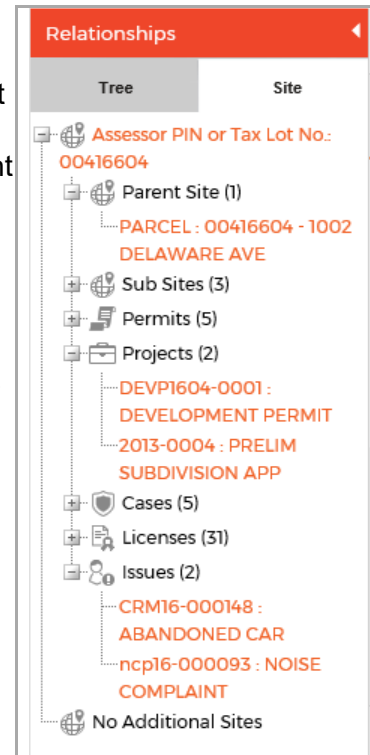 Relationships
t
Tree Site
Assessor PIN or Tax Lot No.:
nt
00416604
Parent Site (1)
PARCEL : 00416604 - 1002
DELAWARE AVE
Sub Sites (3)
Permits (5)
Projects (2)
DEVP1604-0001 :
DEVELOPMENT PERMIT
2013-0004 : PRELIM
SUBDIVISION APP
Cases (5)
Licenses (31)
Issues (2)
CRM16-000148 :
ABANDONED CAR
ncp16-000093 : NOISE
COMPLAINT
No Additional Sites